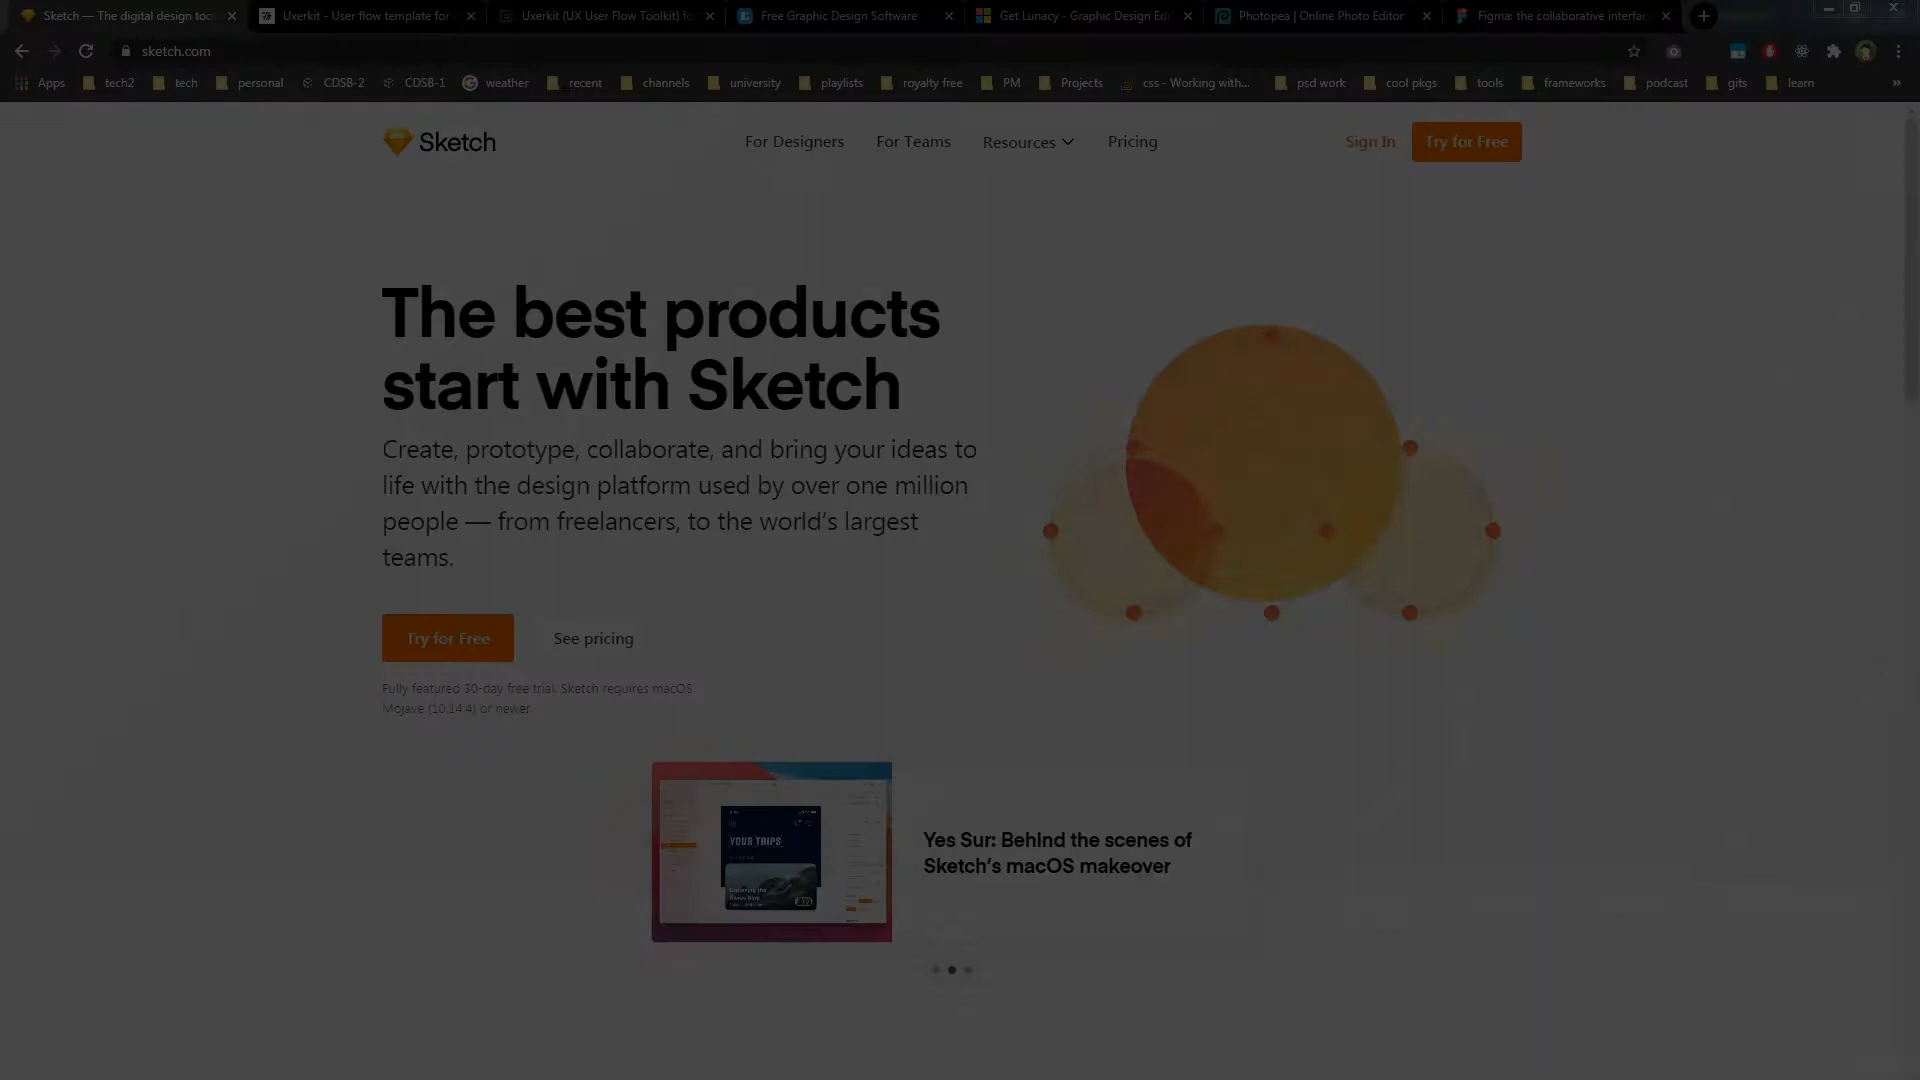 Sketch — The digital design too
Uxerkit - User flow template for
Uxerkit (UX User Flow Toolkit) fo
Free Graphic Design Software
Get Lunacy - Graphic Design Edi
Photopea | Online Photo Editor
Figma: the collaborative interfac
sketch.com
Apps
tech2
tech
personal
CDSB-2
CDSB-1
weather
recent
channels
university
playlists
royalty free
PM
Projects
css - Working with...
psd work
cool pkgs
tools
frameworks
podcast
gits
learn
»
Sketch
For Designers
For Teams
Resources
Pricing
Sign In
Try for Free
The best products
start with Sketch
Create, prototype, collaborate, and bring your ideas to
life with the design platform used by over one million
people — from freelancers, to the world’s largest
teams.
Try for Free
See pricing
Fully featured 30-day free trial. Sketch requires macOS
Mojave (10.14.4) or newer
YOUR TRIPS
Exploring the
Yes Sur: Behind the scenes of
Sketch’s macOS makeover